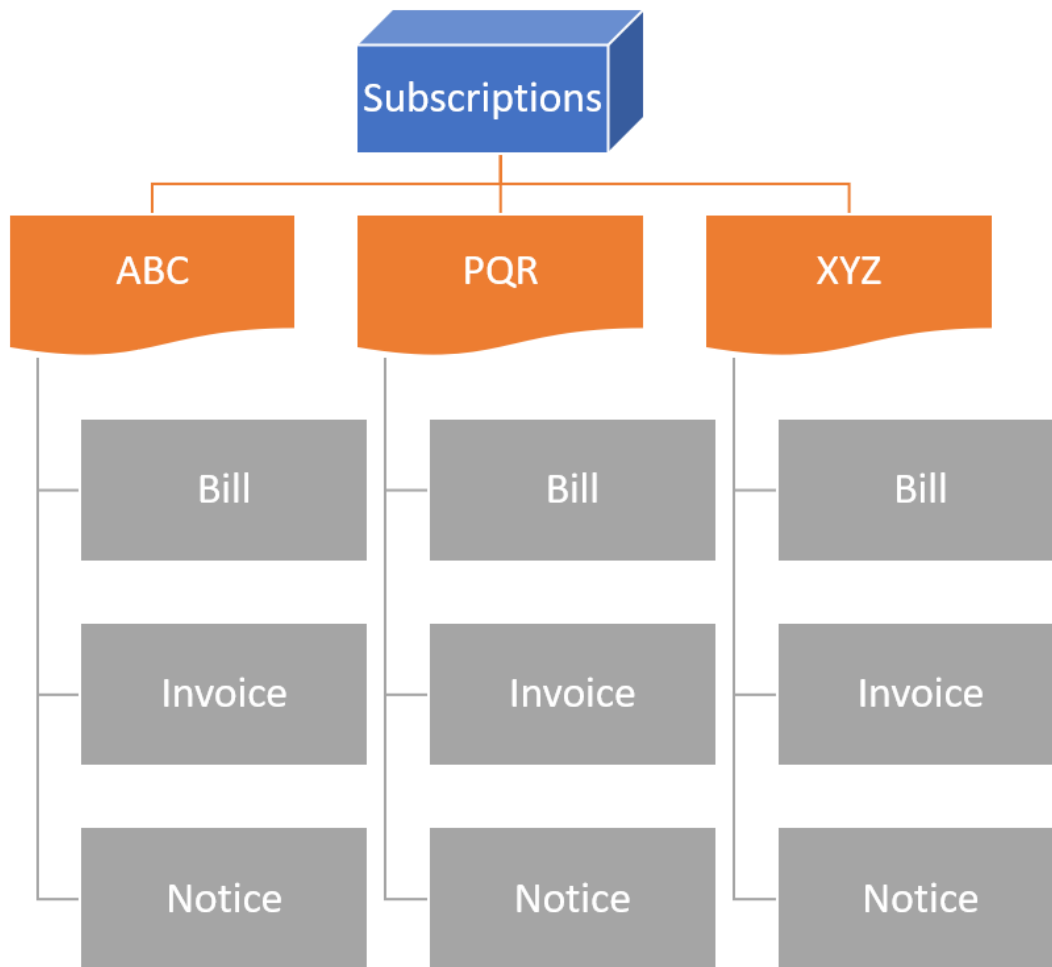 Subscriptions
ABC
PQR
XYZ
Bill
Bill
Bill
Invoice
Invoice
Invoice
Notice
Notice
Notice